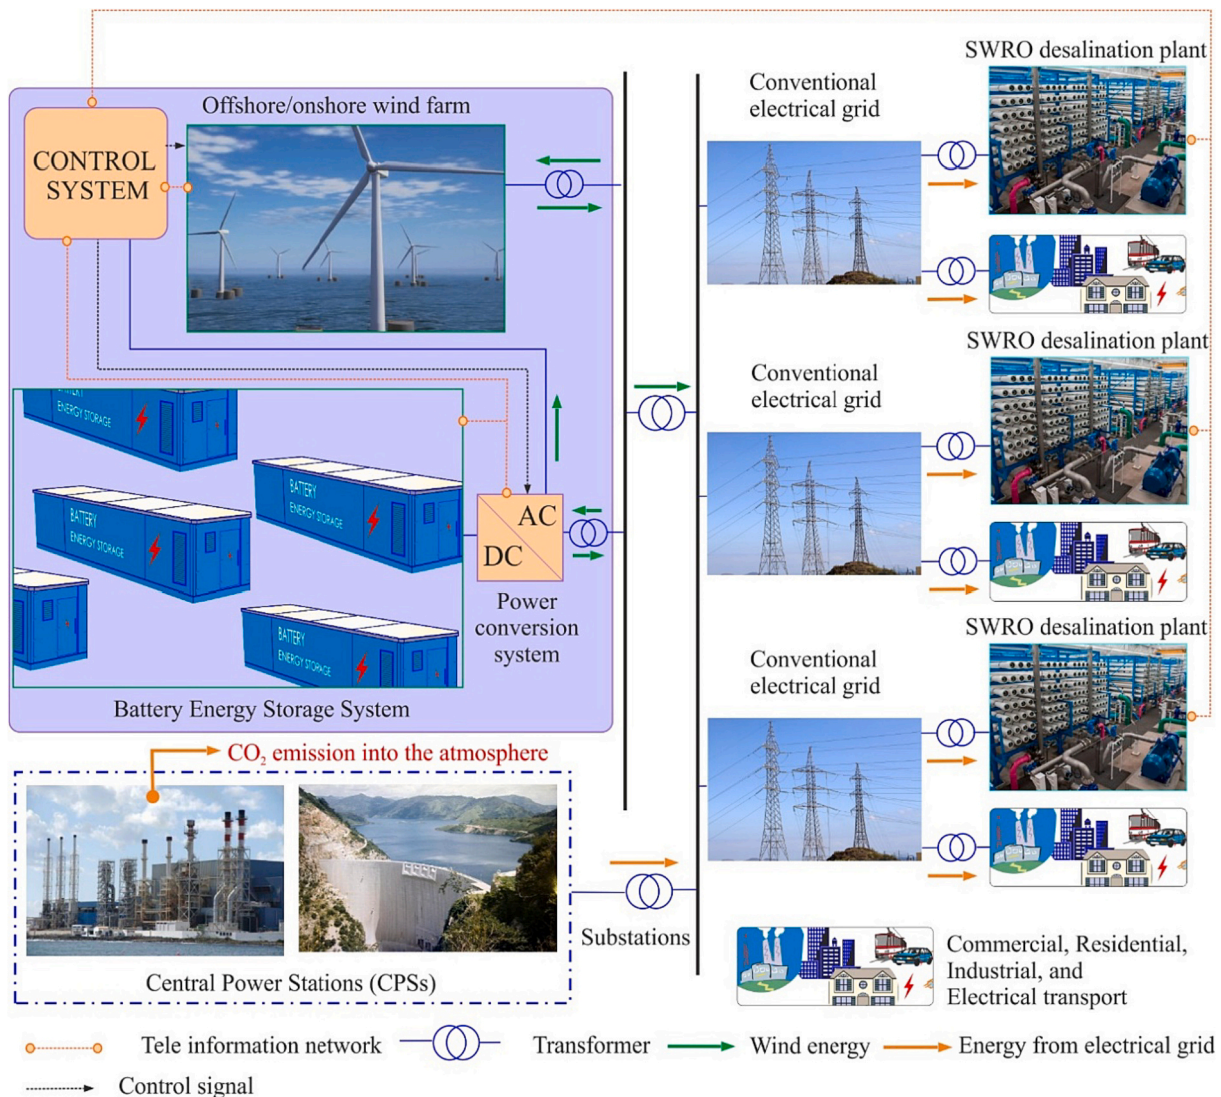 SWRO desalination plant
Conventional
electrical grid
Offshore/onshore wind farm
CONTROL
SYSTEM
SWRO desalination plant
Conventional
electrical grid
BATTERY
ENERGY STORAGE
BATTERY
ENERGY STORAGE
BATTERY
ENERGY STORAGE
AC
DC
Power
conversion
system
SWRO desalination plant
Conventional
electrical grid
BATTERY
ENERGY STORAGE
Battery Energy Storage System
CO₂ emission into the atmosphere
Substations
Central Power Stations (CPSs)
Commercial, Residential,
Industrial, and
Electrical transport
Tele information network
Transformer
Wind energy
Energy from electrical grid
Control signal